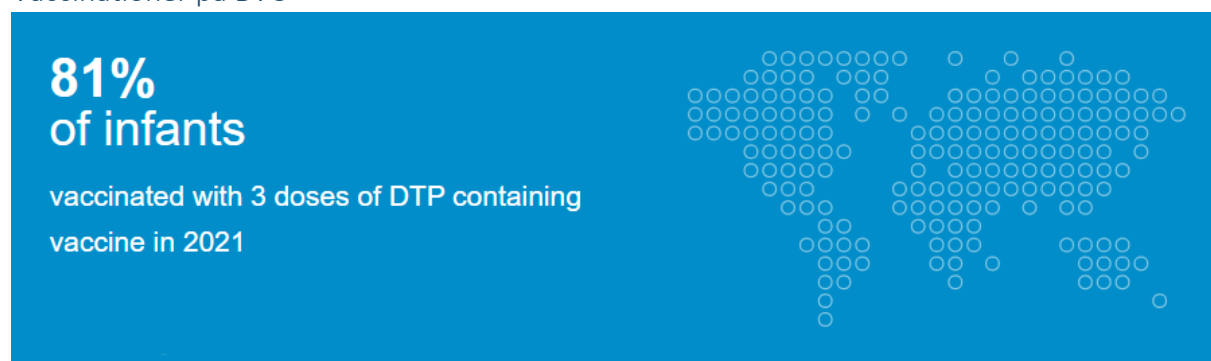 81%
of infants
vaccinated with 3 doses of DTP containing
vaccine in 2021